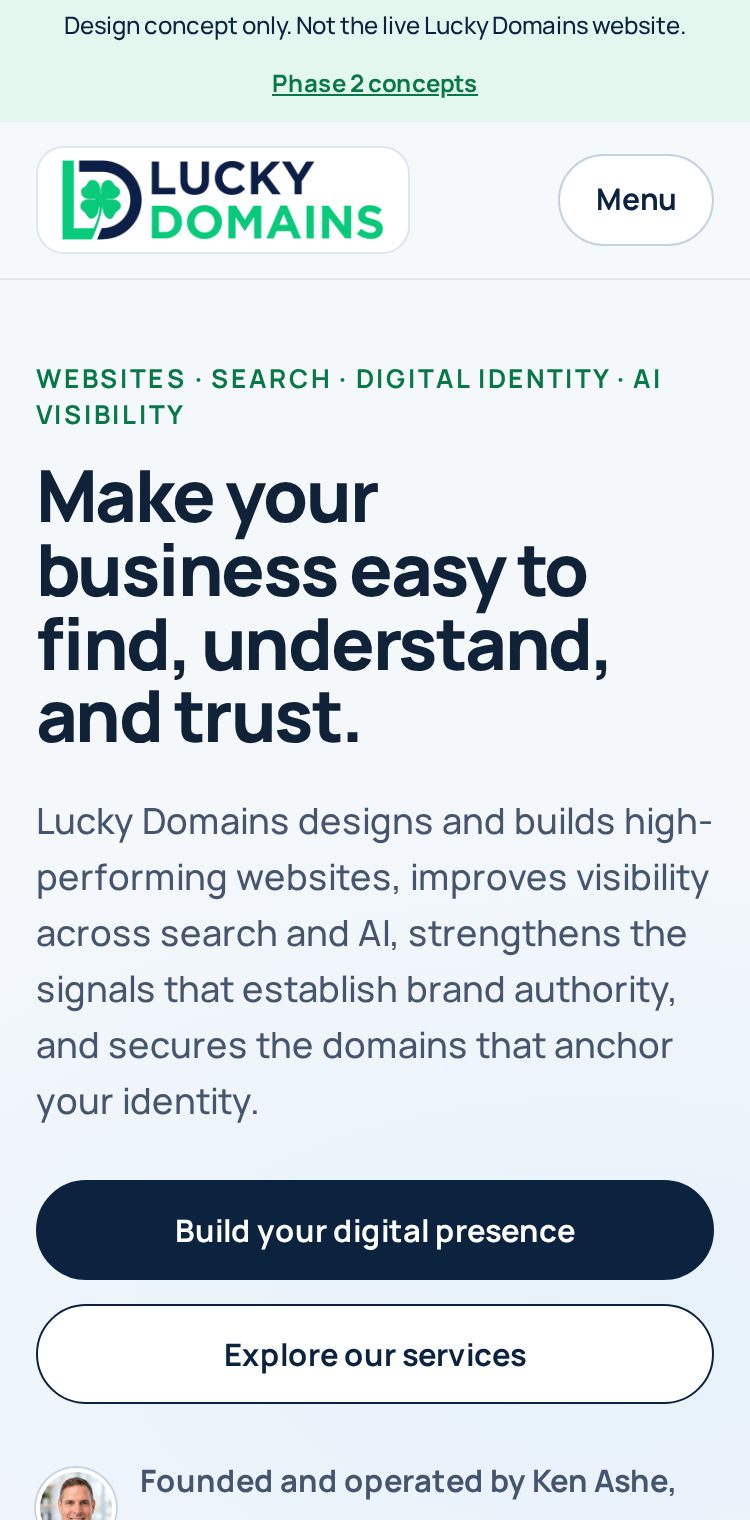 Design concept only. Not the live Lucky Domains website.
Phase 2 concepts
LUCKY
DOMAINS
Menu
WEBSITES · SEARCH · DIGITAL IDENTITY · AI
VISIBILITY
Make your
business easy to
find, understand,
and trust.
Lucky Domains designs and builds high-
performing websites, improves visibility
across search and AI, strengthens the
signals that establish brand authority,
and secures the domains that anchor
your identity.
Build your digital presence
Explore our services
Founded and operated by Ken Ashe,